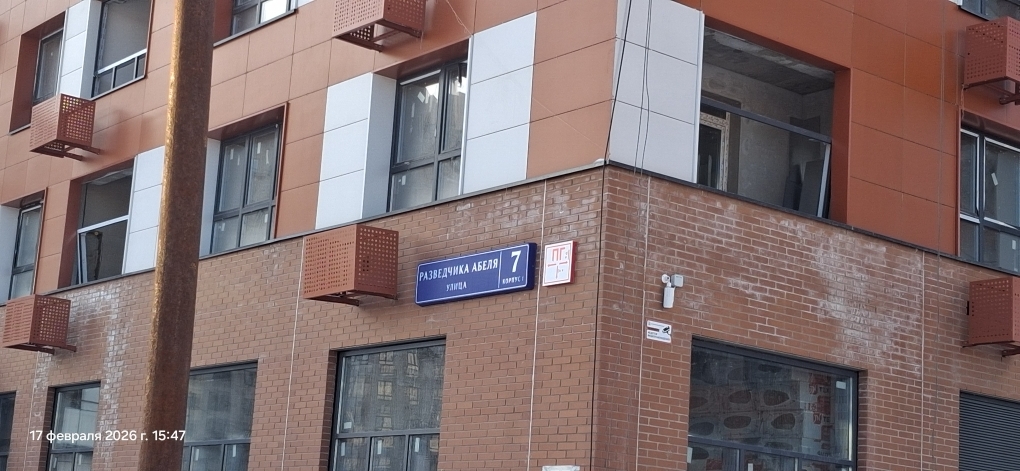 РАЗВЕДЧИКА АБЕЛЯ
УЛИЦА
7
КОРПУС 1
ПГ
17 февраля 2026 г. 15:47